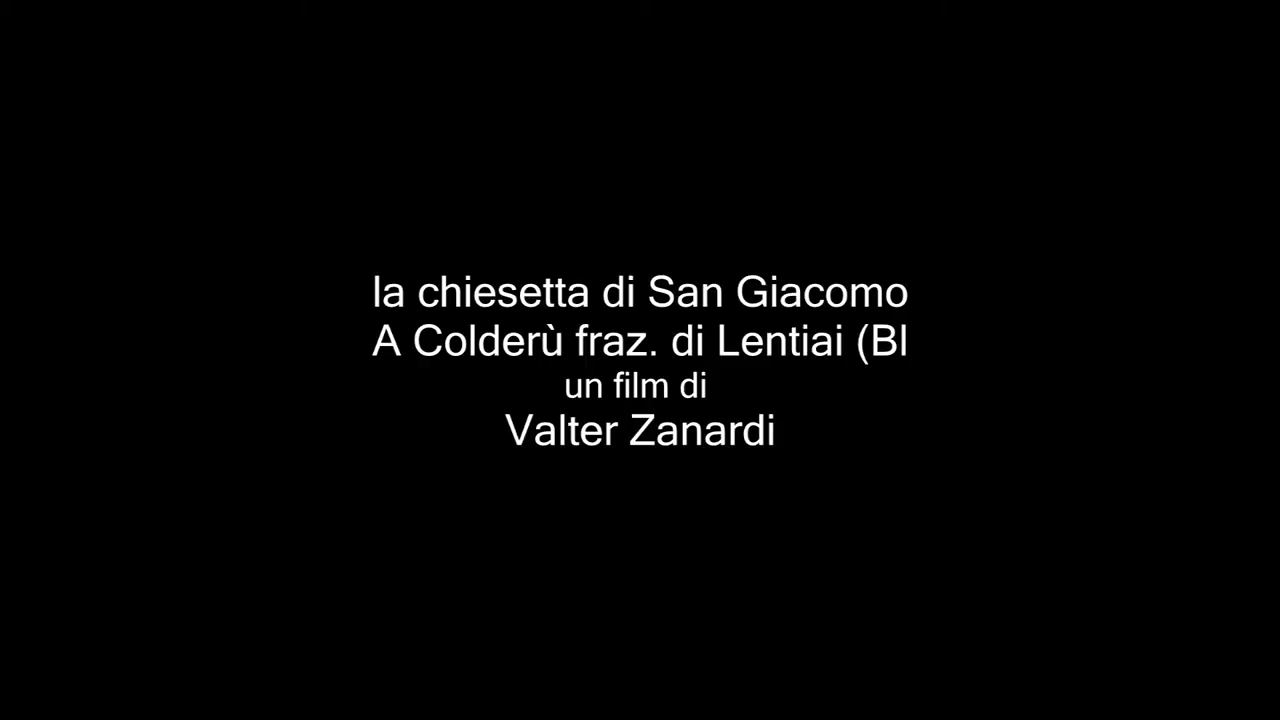 la chiesetta di San Giacomo
A Colderù fraz. di Lentiai (Bl
un film di
Valter Zanardi